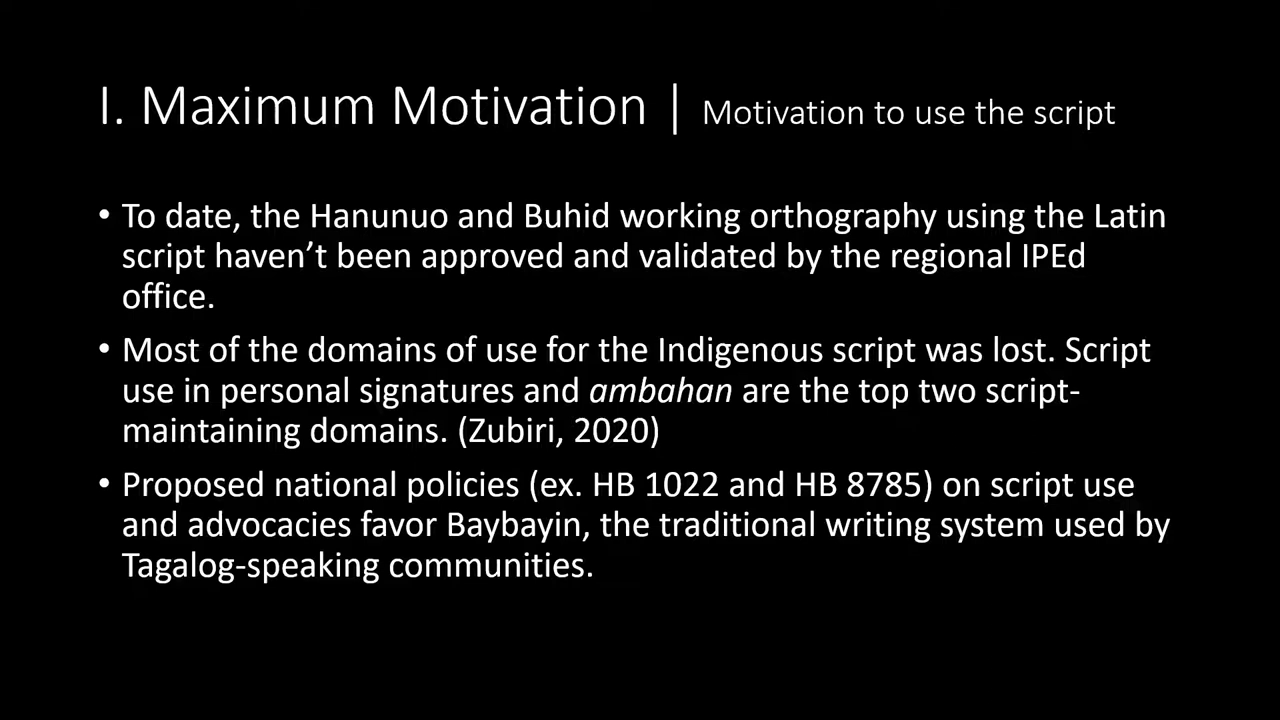 I. Maximum Motivation | Motivation to use the script
• To date, the Hanunuo and Buhid working orthography using the Latin
script haven’t been approved and validated by the regional IPEd
office.
• Most of the domains of use for the Indigenous script was lost. Script
use in personal signatures and ambahan are the top two script-
maintaining domains. (Zubiri, 2020)
• Proposed national policies (ex. HB 1022 and HB 8785) on script use
and advocacies favor Baybayin, the traditional writing system used by
Tagalog-speaking communities.